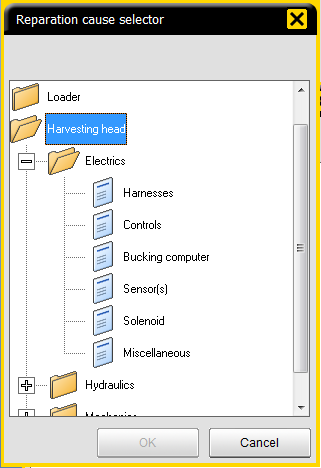 Reparation cause selector
Loader
Harvesting head
Electrics
Harnesses
Controls
Bucking computer
Sensor(s)
Solenoid
Miscellaneous
Hydraulics
OK
Cancel